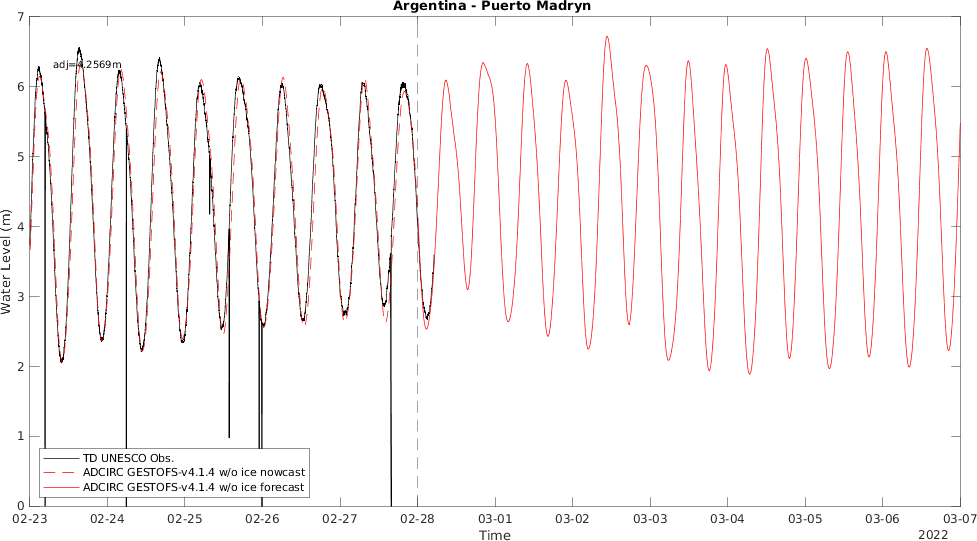 Argentina - Puerto Madryn
7
6
5
4
3
2
1
0
Water Level (m)
adj=4.2569m
TD UNESCO Obs.
ADCIRC GESTOFS-v4.1.4 w/o ice nowcast
ADCIRC GESTOFS-v4.1.4 w/o ice forecast
02-23 02-24 02-25 02-26 02-27 02-28 03-01 03-02 03-03 03-04 03-05 03-06 03-07
Time
2022